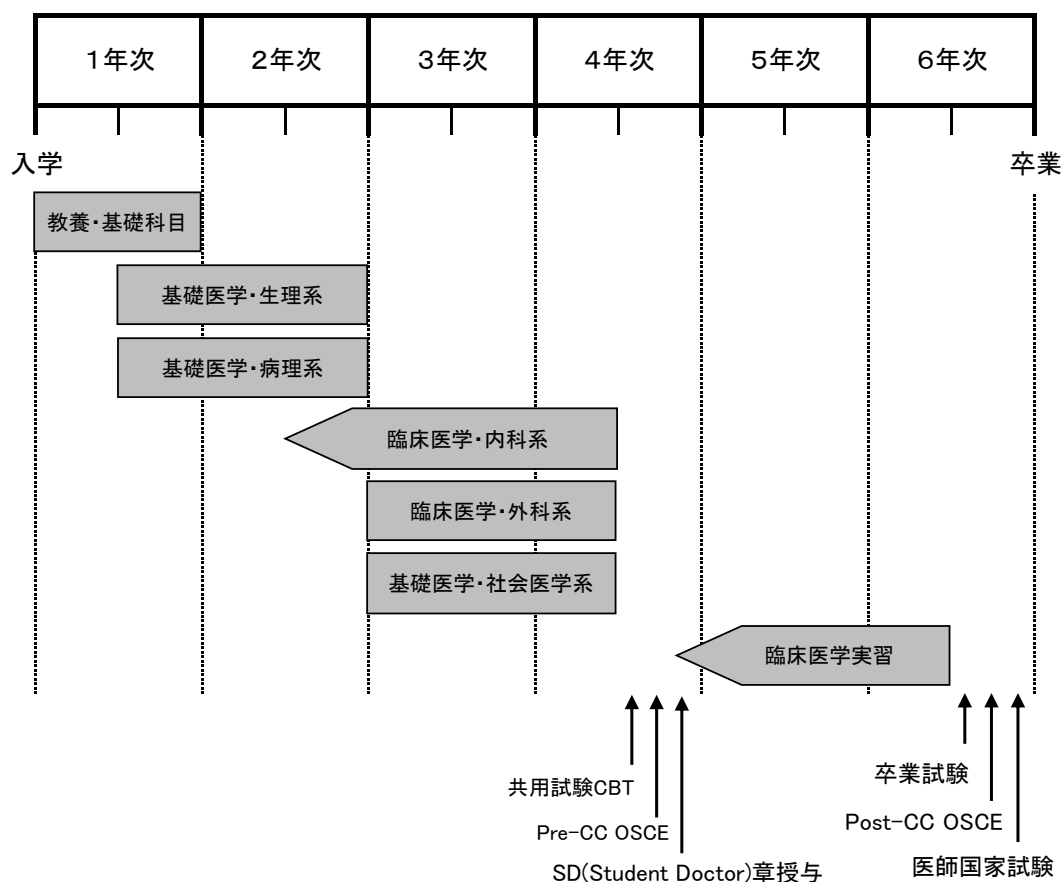 １年次 ２年次 ３年次 ４年次 ５年次 ６年次
入学 卒業
教養・基礎科目
基礎医学・生理系
基礎医学・病理系
臨床医学・内科系
臨床医学・外科系
基礎医学・社会医学系
臨床医学実習
共用試験CBT
Pre-CC OSCE
SD(Student Doctor)章授与
卒業試験
Post-CC OSCE
医師国家試験